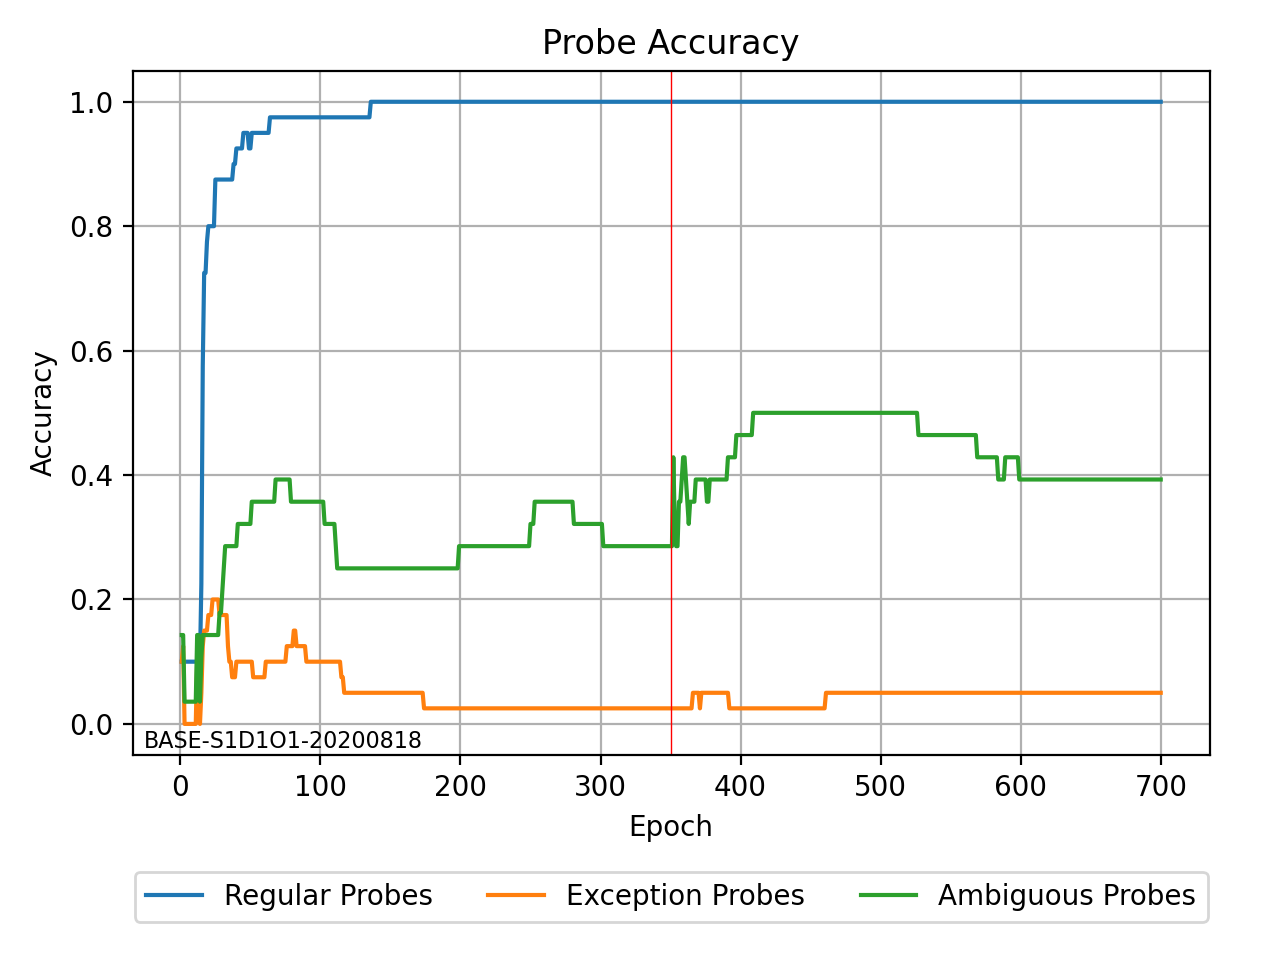 Probe Accuracy
Accuracy
1.0
0.8
0.6
0.4
0.2
0.0
BASE-S1D1O1-20200818
0 100 200 300 400 500 600 700
Epoch
Regular Probes Exception Probes Ambiguous Probes